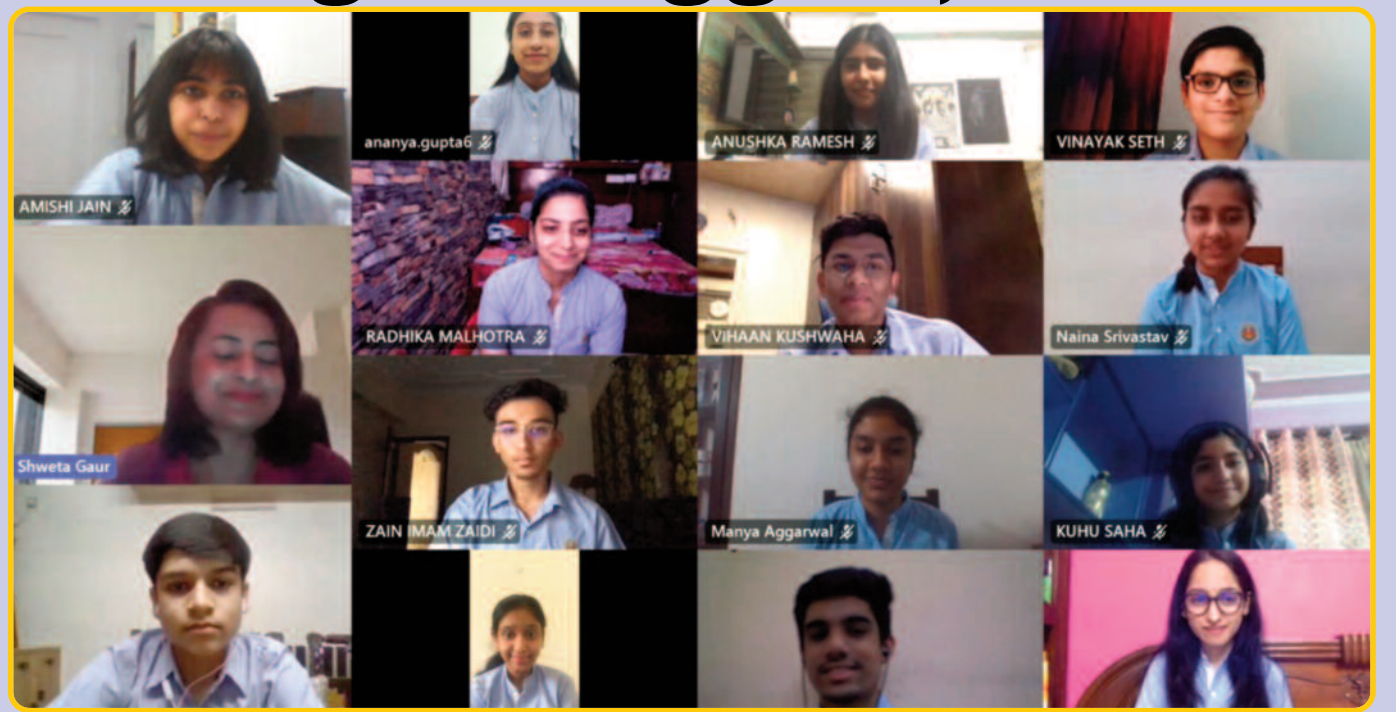 ananya.gupta6
ANUSHKA RAMESH
VINAYAK SETH
AMISHI JAIN
RADHIKA MALHOTRA
VIHAAN KUSHWAHA
Naina Srivastav
Shweta Gaur
ZAIN IMAM ZAIDI
Manya Aggarwal
KUHU SAHA